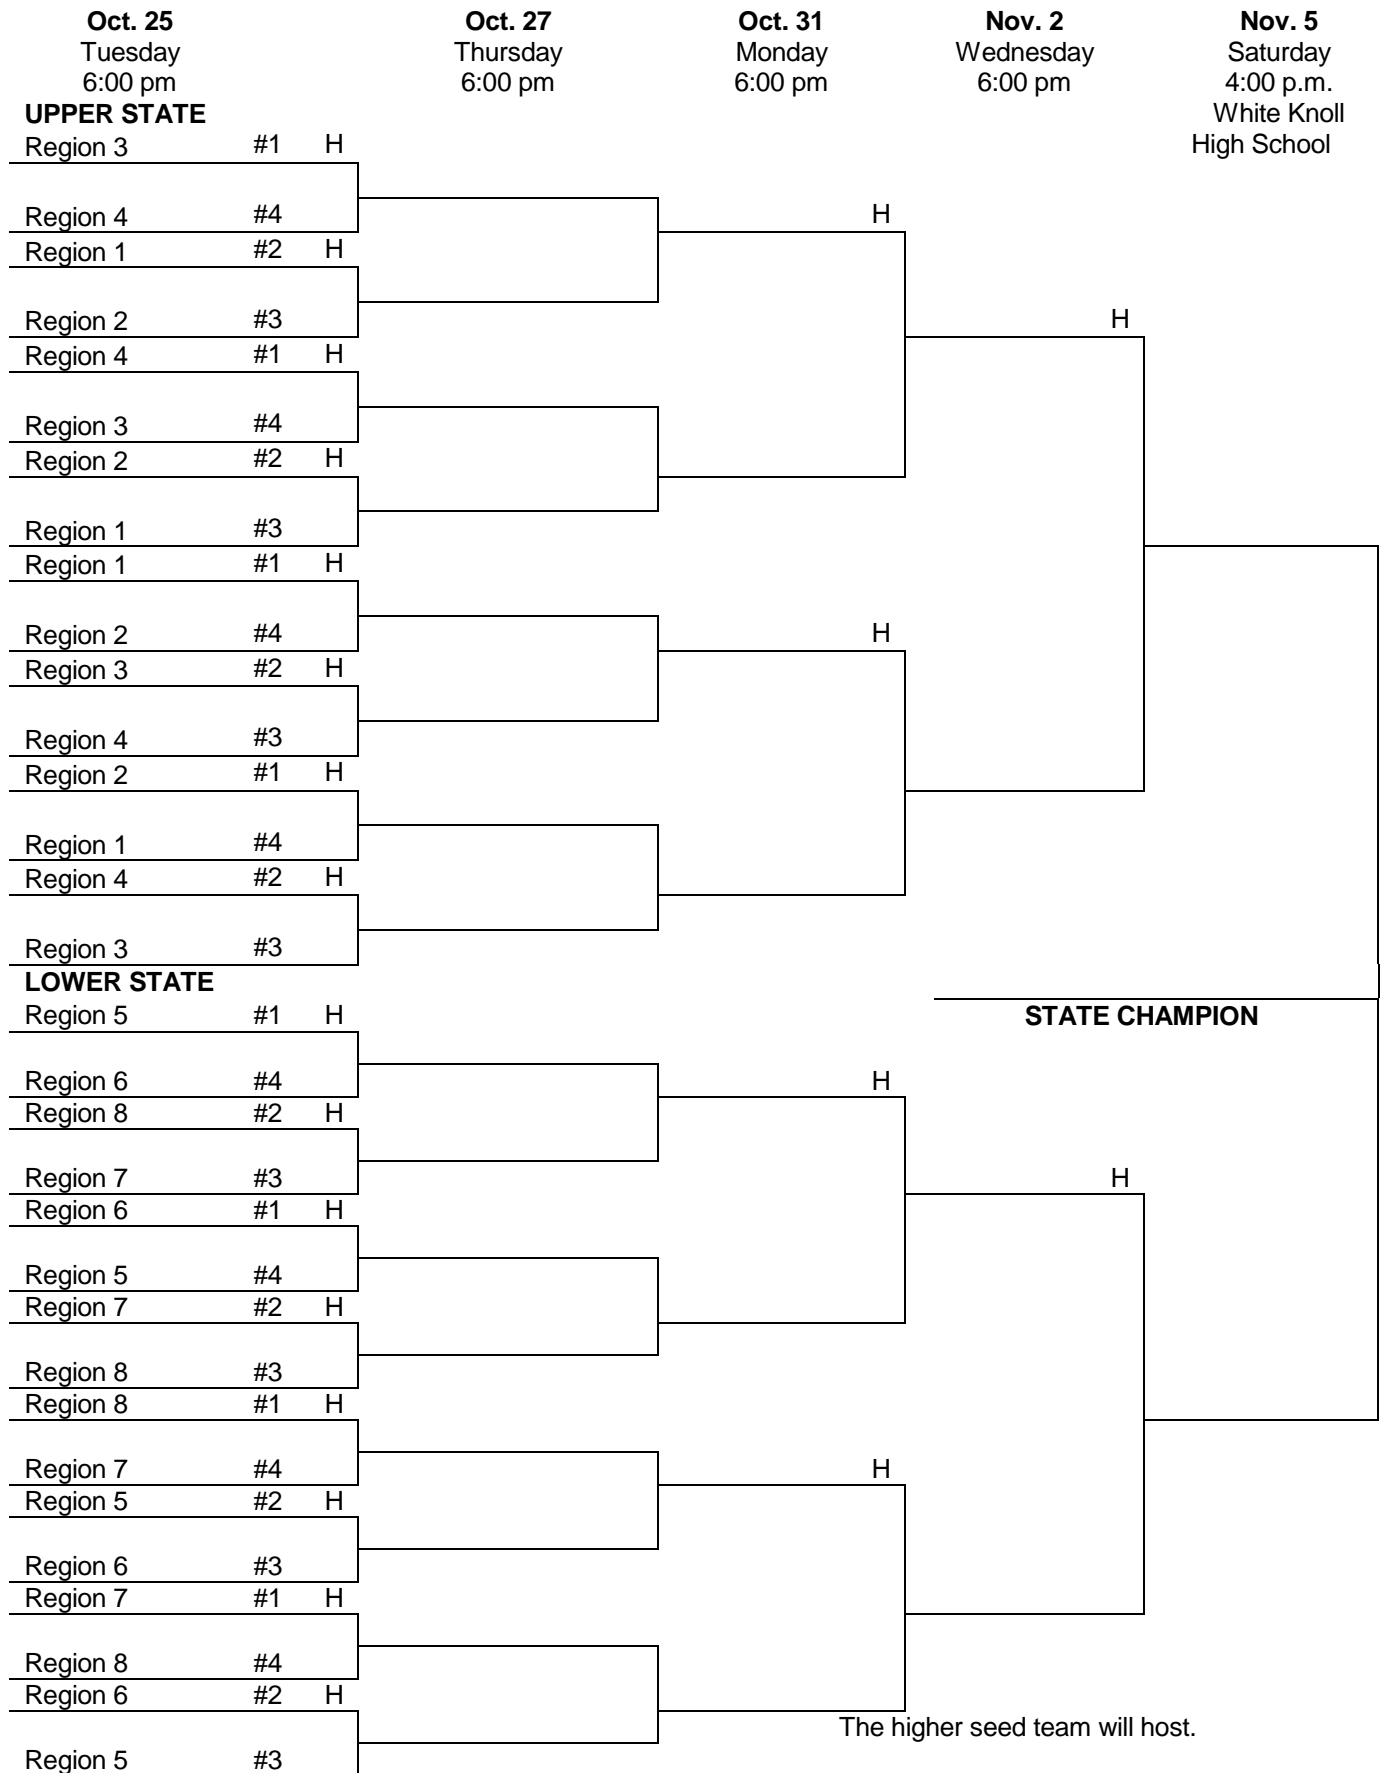 Oct. 25 Oct. 27 Oct. 31 Nov. 2 Nov. 5
Tuesday Thursday Monday Wednesday Saturday
6:00 pm 6:00 pm 6:00 pm 6:00 pm 4:00 p.m.
UPPER STATE White Knoll
Region 3 #1 H High School
Region 4 #4 H
Region 1 #2 H
Region 2 #3 H
Region 4 #1 H
Region 3 #4
Region 2 #2 H
Region 1 #3
Region 1 #1 H
Region 2 #4 H
Region 3 #2 H
Region 4 #3
Region 2 #1 H
Region 1 #4
Region 4 #2 H
Region 3 #3
LOWER STATE
Region 5 #1 H STATE CHAMPION
Region 6 #4 H
Region 8 #2 H
Region 7 #3 H
Region 6 #1 H
Region 5 #4
Region 7 #2 H
Region 8 #3
Region 8 #1 H
Region 7 #4 H
Region 5 #2 H
Region 6 #3
Region 7 #1 H
Region 8 #4
Region 6 #2 H
The higher seed team will host.
Region 5 #3